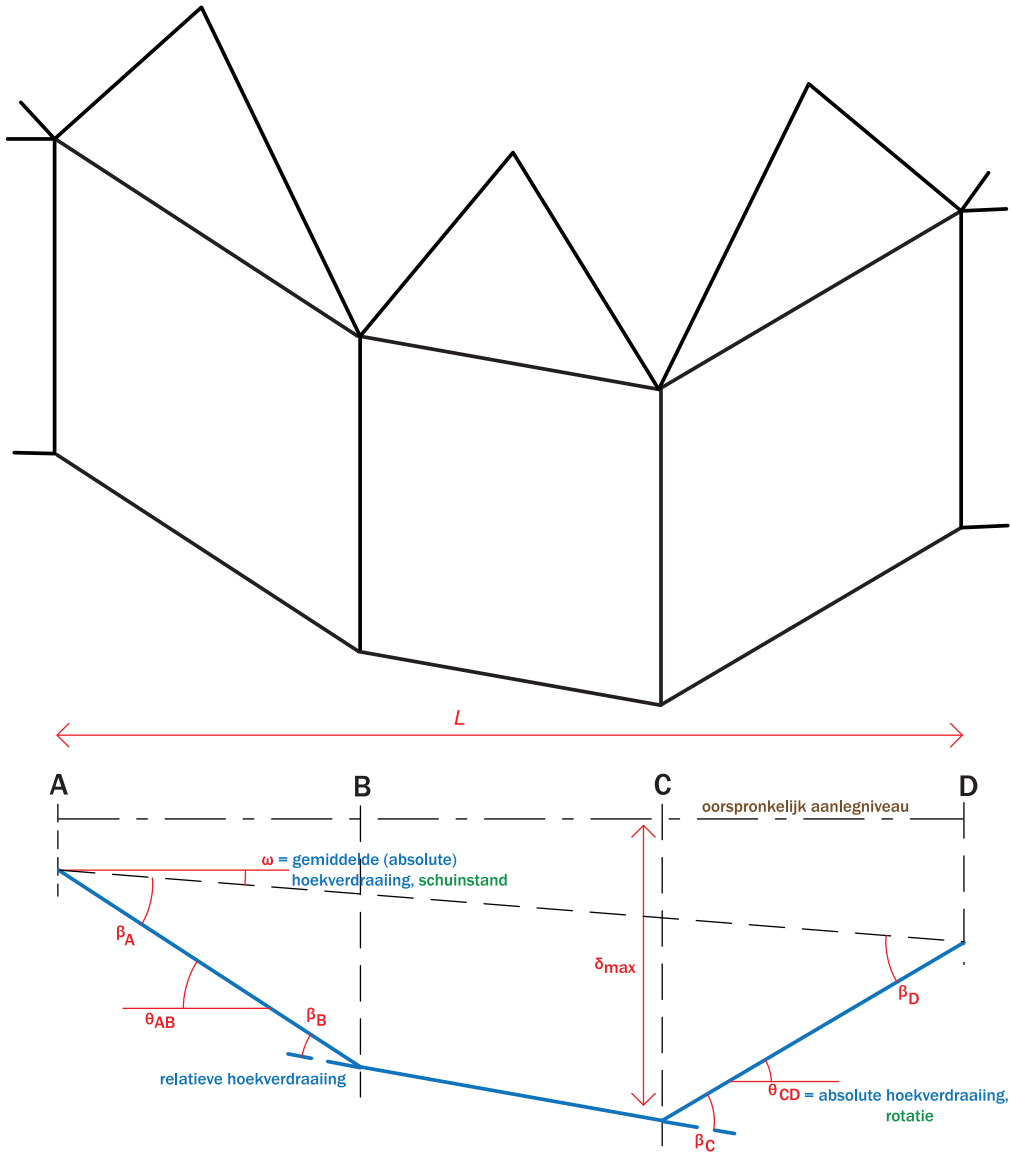 L
A
B
C
D
oorspronkelijk aanlegniveau
ω = gemiddelde (absolute)
hoekverdraaiing, schuinstand
βA
δmax
βD
θAB
βB
relatieve hoekverdraaiing
θCD = absolute hoekverdraaiing,
rotatie
βC